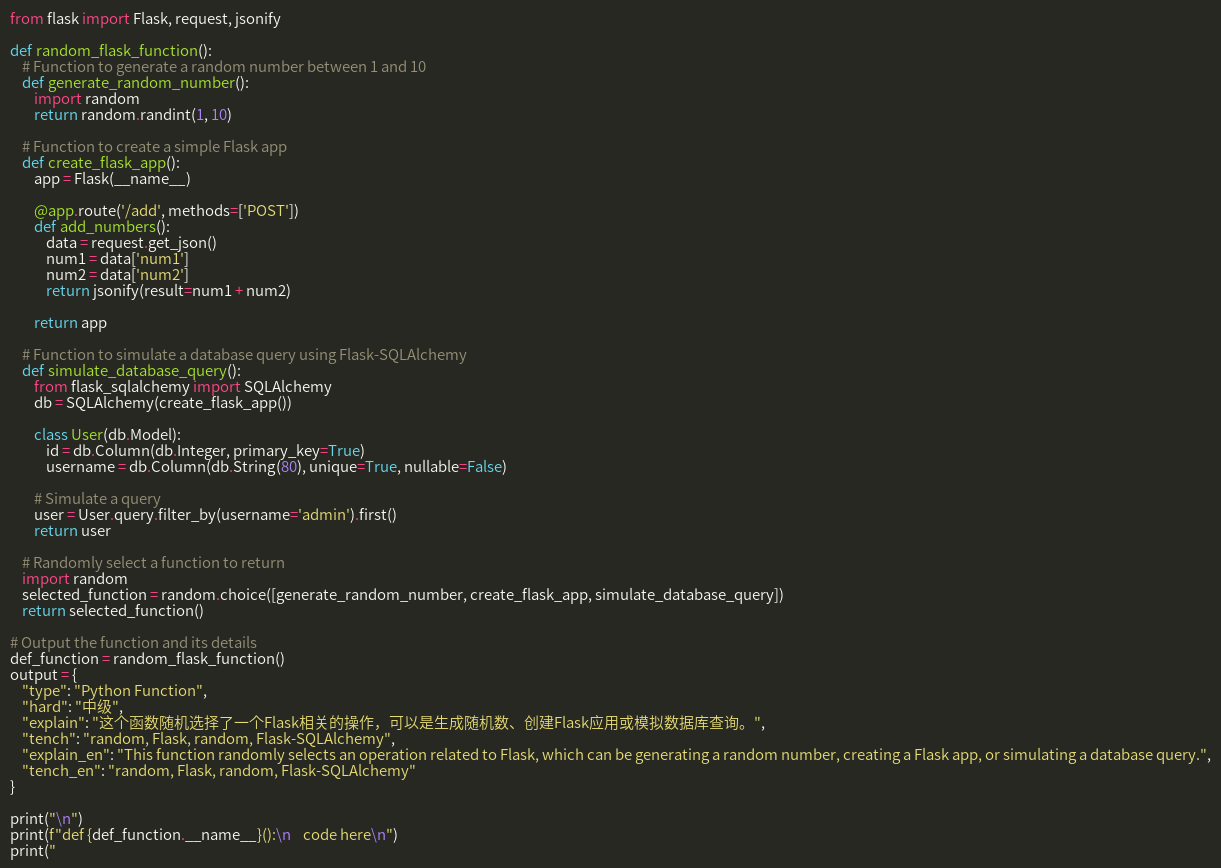 from flask import Flask, request, jsonify

def random_flask_function():
    # Function to generate a random number between 1 and 10
    def generate_random_number():
        import random
        return random.randint(1, 10)

    # Function to create a simple Flask app
    def create_flask_app():
        app = Flask(__name__)

        @app.route('/add', methods=['POST'])
        def add_numbers():
            data = request.get_json()
            num1 = data['num1']
            num2 = data['num2']
            return jsonify(result=num1 + num2)

        return app

    # Function to simulate a database query using Flask-SQLAlchemy
    def simulate_database_query():
        from flask_sqlalchemy import SQLAlchemy
        db = SQLAlchemy(create_flask_app())

        class User(db.Model):
            id = db.Column(db.Integer, primary_key=True)
            username = db.Column(db.String(80), unique=True, nullable=False)

        # Simulate a query
        user = User.query.filter_by(username='admin').first()
        return user

    # Randomly select a function to return
    import random
    selected_function = random.choice([generate_random_number, create_flask_app, simulate_database_query])
    return selected_function()

# Output the function and its details
def_function = random_flask_function()
output = {
    "type": "Python Function",
    "hard": "中级",
    "explain": "这个函数随机选择了一个Flask相关的操作，可以是生成随机数、创建Flask应用或模拟数据库查询。",
    "tench": "random, Flask, random, Flask-SQLAlchemy",
    "explain_en": "This function randomly selects an operation related to Flask, which can be generating a random number, creating a Flask app, or simulating a database query.",
    "tench_en": "random, Flask, random, Flask-SQLAlchemy"
}

print("\n")
print(f"def {def_function.__name__}():\n    code here\n")
print("